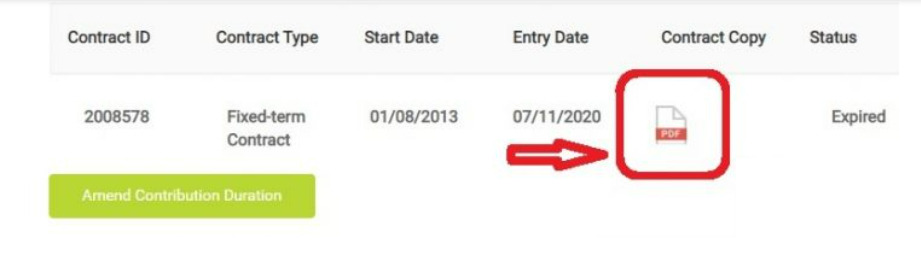 Contract ID Contract Type Start Date Entry Date Contract Copy Status
2008578 Fixed-term 01/08/2013 07/11/2020 PDF Expired
Contract
Amend Contribution Duration